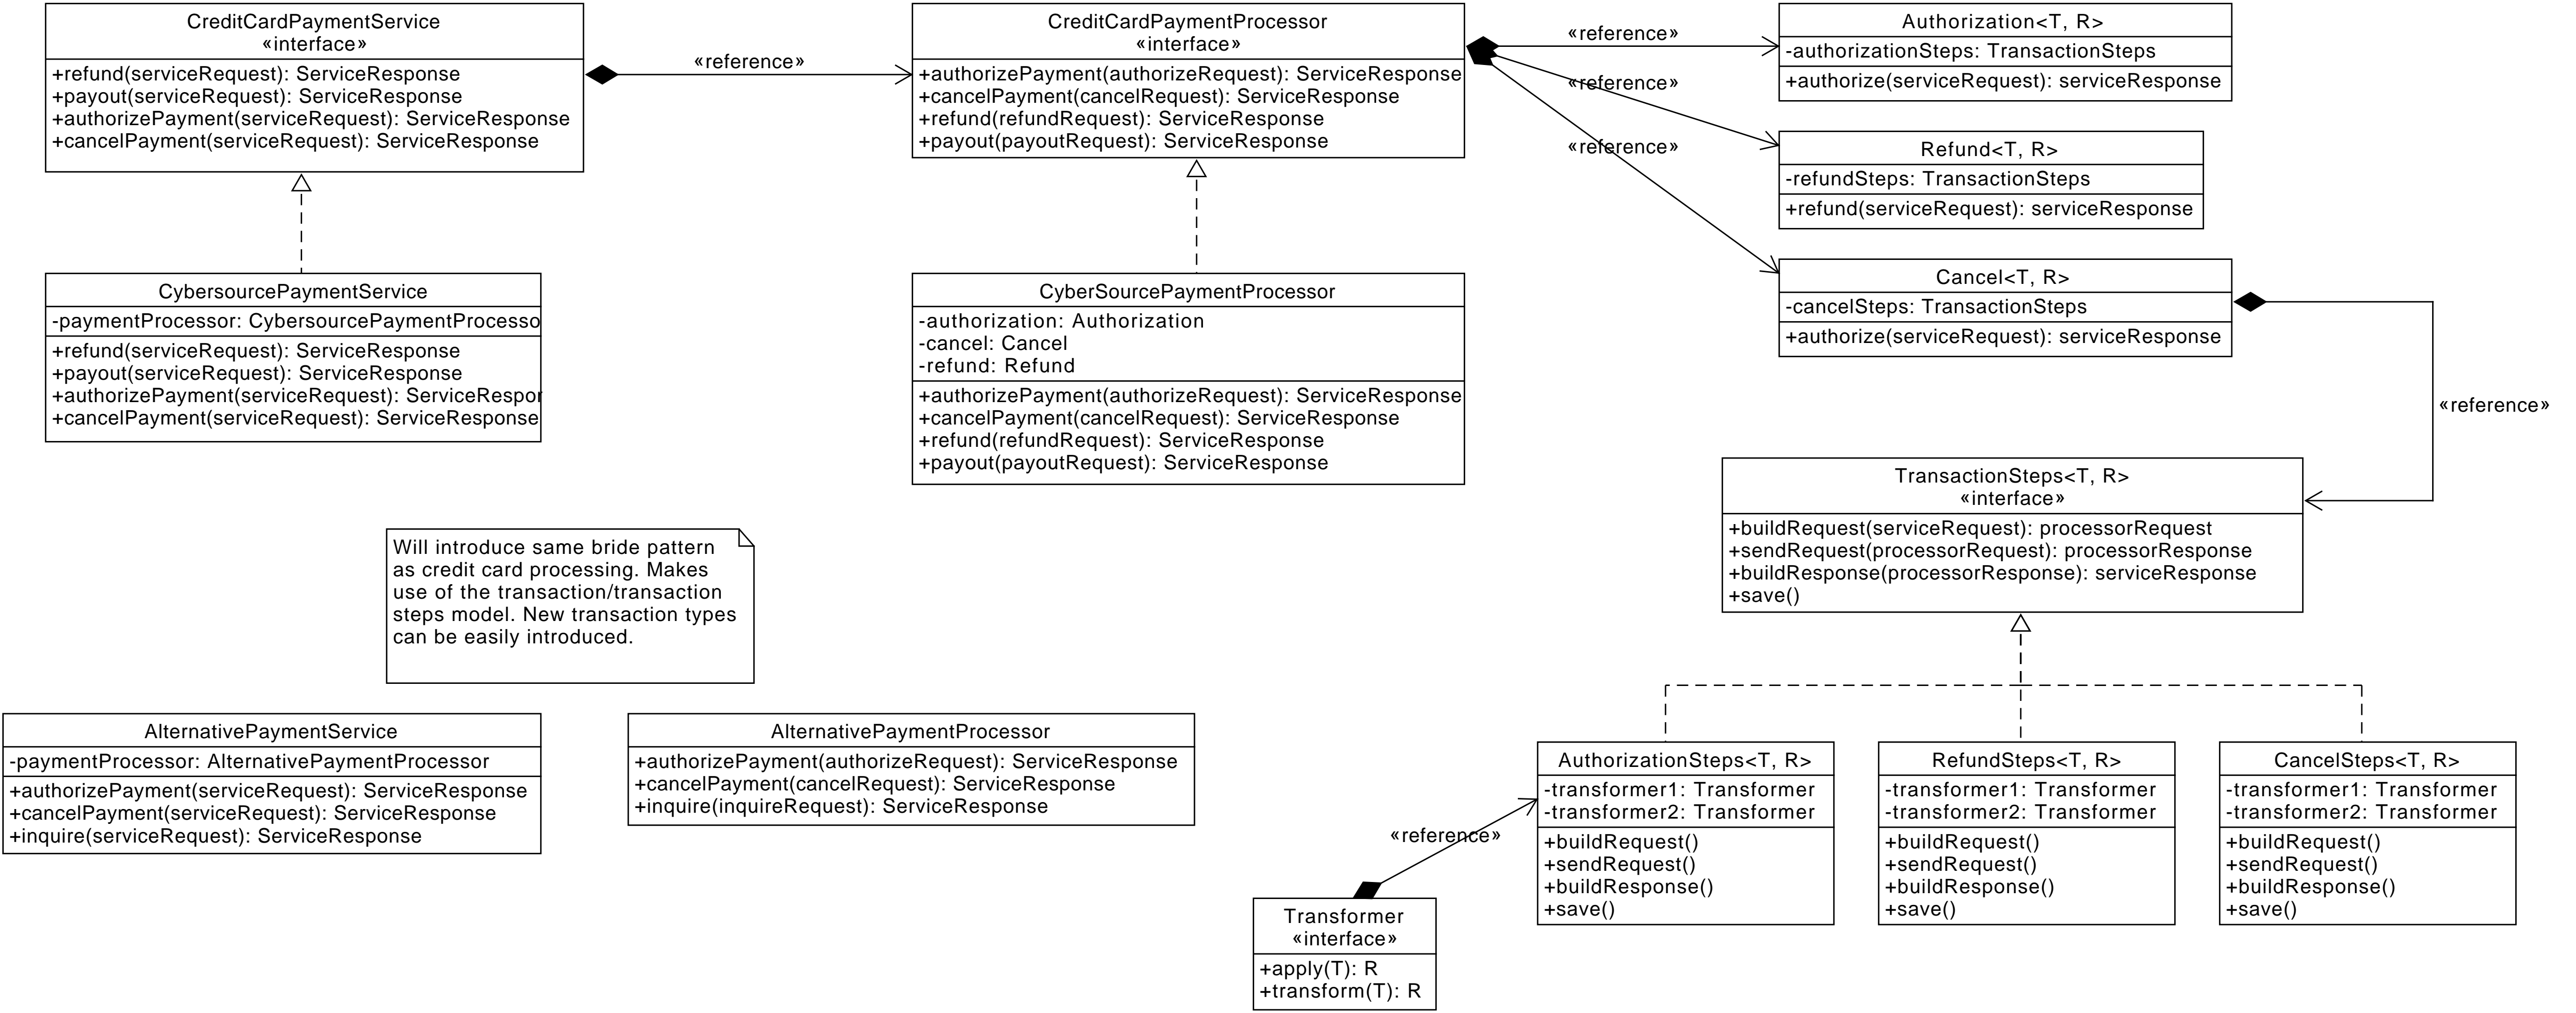 CreditCardPaymentService
«interface»
+refund(serviceRequest): ServiceResponse
+payout(serviceRequest): ServiceResponse
+authorizePayment(serviceRequest): ServiceResponse
+cancelPayment(serviceRequest): ServiceResponse
«reference»
CreditCardPaymentProcessor
«interface»
+authorizePayment(authorizeRequest): ServiceResponse
+cancelPayment(cancelRequest): ServiceResponse
+refund(refundRequest): ServiceResponse
+payout(payoutRequest): ServiceResponse
«reference»
«reference»
«reference»
Authorization<T, R>
-authorizationSteps: TransactionSteps
+authorize(serviceRequest): serviceResponse
Refund<T, R>
-refundSteps: TransactionSteps
+refund(serviceRequest): serviceResponse
Cancel<T, R>
-cancelSteps: TransactionSteps
+authorize(serviceRequest): serviceResponse
«reference»
CybersourcePaymentService
-paymentProcessor: CybersourcePaymentProcesso
+refund(serviceRequest): ServiceResponse
+payout(serviceRequest): ServiceResponse
+authorizePayment(serviceRequest): ServiceRespon
+cancelPayment(serviceRequest): ServiceResponse
CyberSourcePaymentProcessor
-authorization: Authorization
-cancel: Cancel
-refund: Refund
+authorizePayment(authorizeRequest): ServiceResponse
+cancelPayment(cancelRequest): ServiceResponse
+refund(refundRequest): ServiceResponse
+payout(payoutRequest): ServiceResponse
TransactionSteps<T, R>
«interface»
+buildRequest(serviceRequest): processorRequest
+sendRequest(processorRequest): processorResponse
+buildResponse(processorResponse): serviceResponse
+save()
Will introduce same bride pattern
as credit card processing. Makes
use of the transaction/transaction
steps model. New transaction types
can be easily introduced.
AlternativePaymentService
-paymentProcessor: AlternativePaymentProcessor
+authorizePayment(serviceRequest): ServiceResponse
+cancelPayment(serviceRequest): ServiceResponse
+inquire(serviceRequest): ServiceResponse
AlternativePaymentProcessor
+authorizePayment(authorizeRequest): ServiceResponse
+cancelPayment(cancelRequest): ServiceResponse
+inquire(inquireRequest): ServiceResponse
«reference»
Transformer
«interface»
+apply(T): R
+transform(T): R
AuthorizationSteps<T, R>
-transformer1: Transformer
-transformer2: Transformer
+buildRequest()
+sendRequest()
+buildResponse()
+save()
RefundSteps<T, R>
-transformer1: Transformer
-transformer2: Transformer
+buildRequest()
+sendRequest()
+buildResponse()
+save()
CancelSteps<T, R>
-transformer1: Transformer
-transformer2: Transformer
+buildRequest()
+sendRequest()
+buildResponse()
+save()